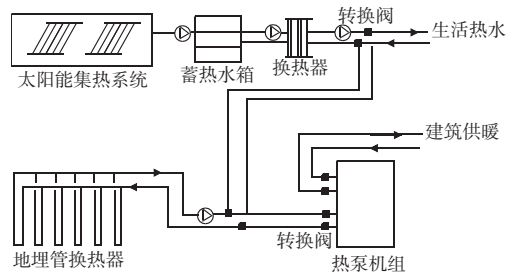 转换阀
生活热水
太阳能集热系统
蓄热水箱
换热器
建筑供暖
地埋管换热器
转换阀
热泵机组